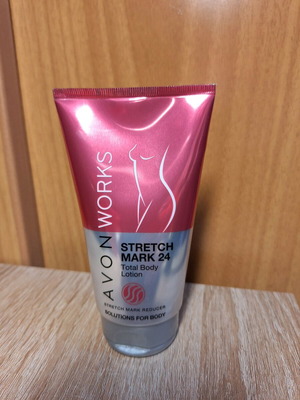 AVON WORKS
STRETCH
MARK 24
Total Body
Lotion
STRETCH MARK REDUCER
SOLUTIONS FOR BODY